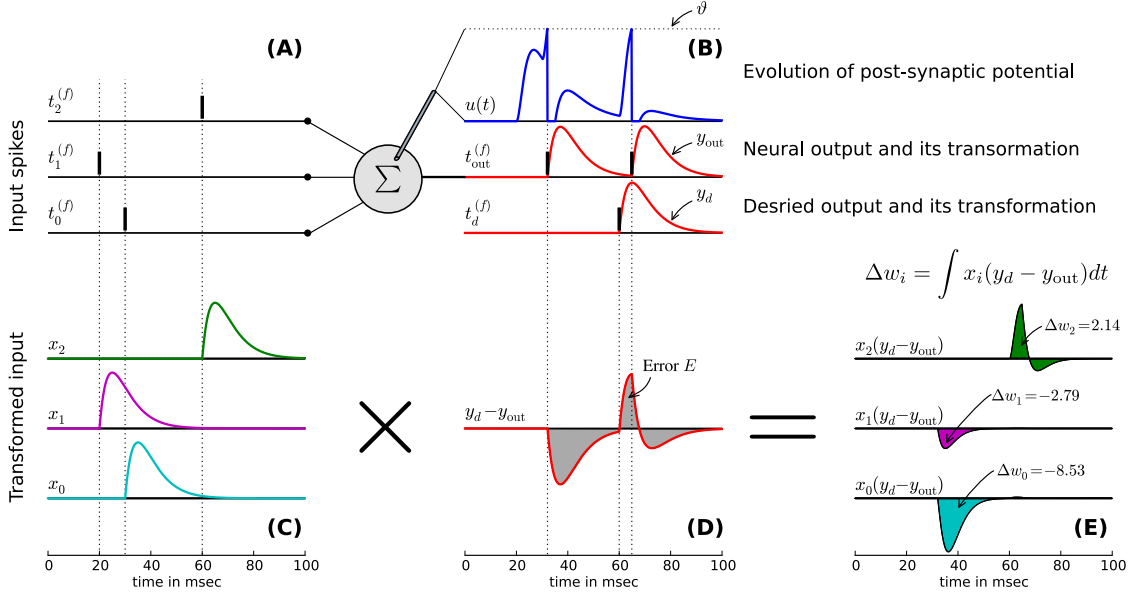 ϑ
(A)
(B)
Evolution of post-synaptic potential
Input spikes
t_2^{(f)}
u(t)
t_1^{(f)}
Σ
t_out^{(f)}
y_out
Neural output and its transormation
t_0^{(f)}
t_d^{(f)}
y_d
Desried output and its transformation
Δw_i = ∫ x_i(y_d − y_out)dt
Transformed input
x_2
x_2(y_d−y_out)
Δw_2=2.14
Error E
x_1
y_d−y_out
x_1(y_d−y_out)
Δw_1=−2.79
x_0
x_0(y_d−y_out)
Δw_0=−8.53
(C)
(D)
(E)
0 20 40 60 80 100
time in msec
0 20 40 60 80 100
time in msec
0 20 40 60 80 100
time in msec